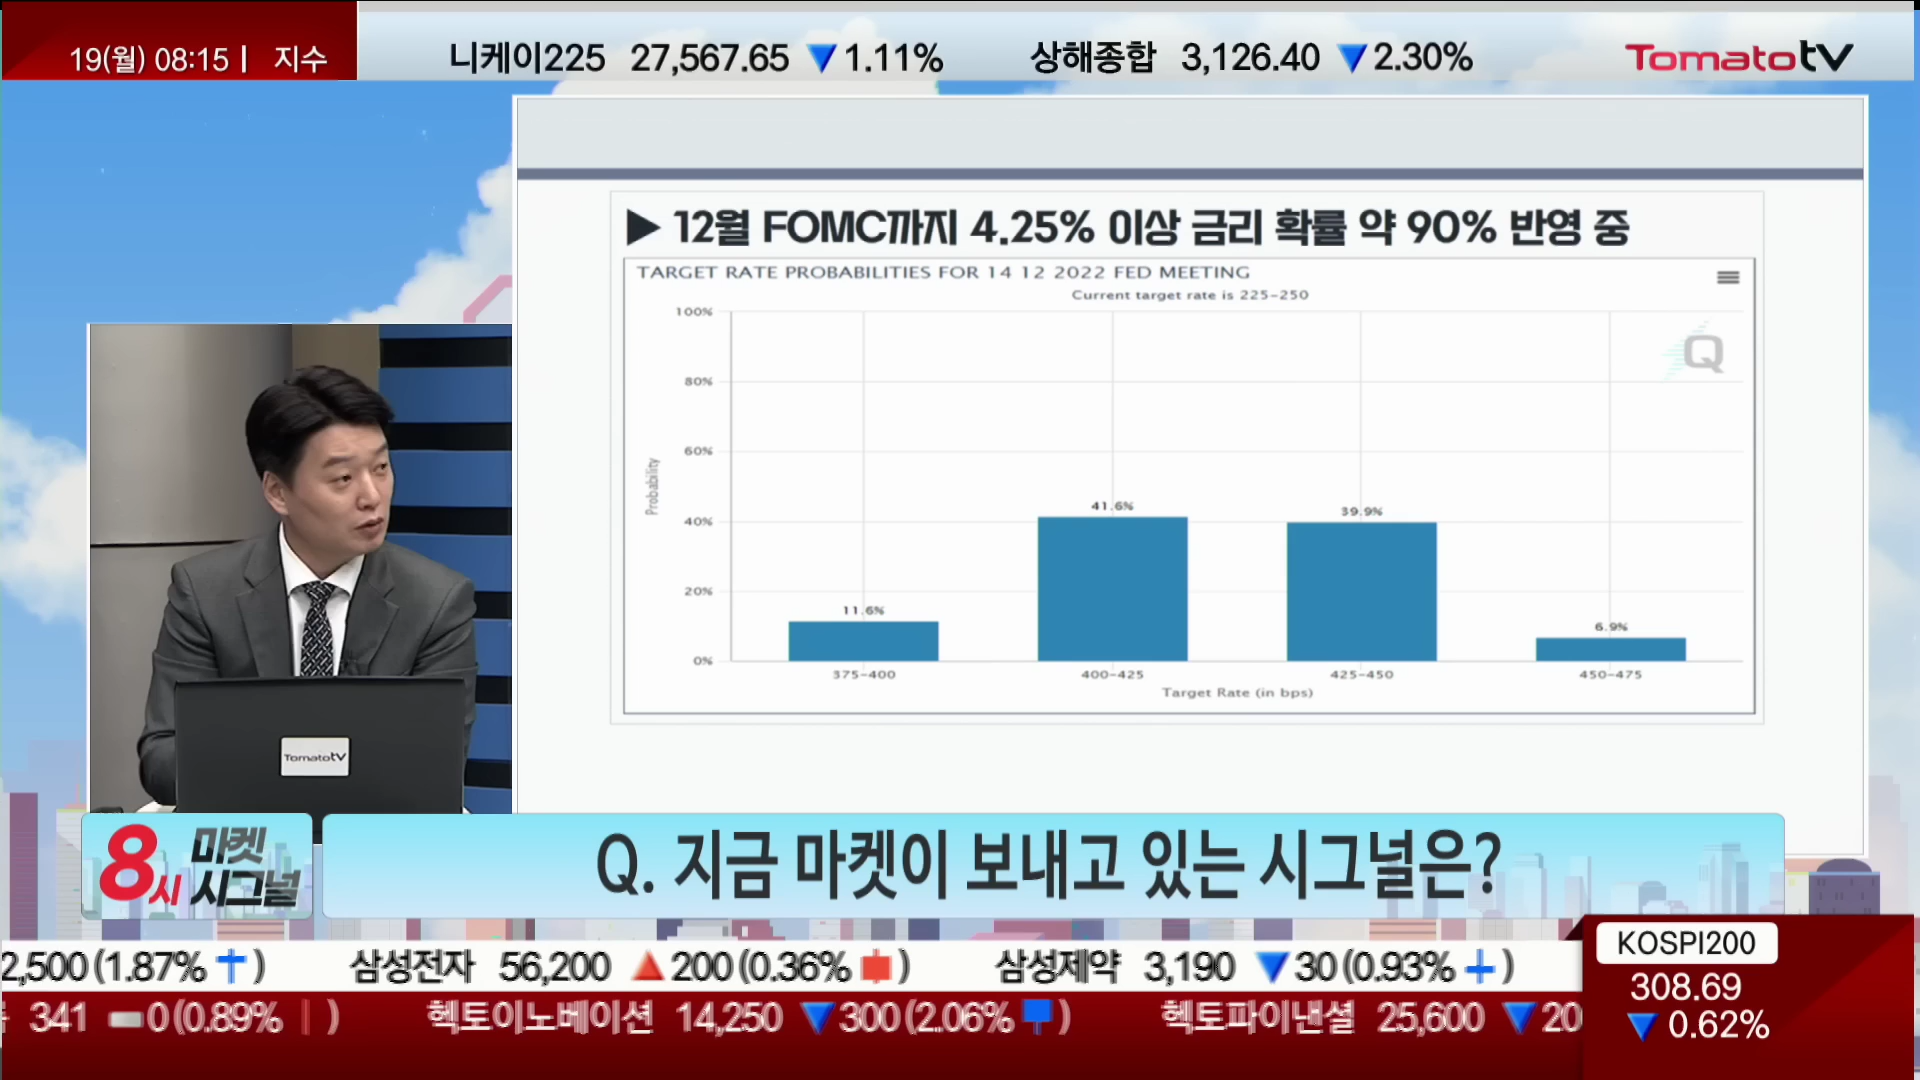 19(월) 08:15 | 지수 니케이225 27,567.65 ▼1.11% 상해종합 3,126.40 ▼2.30% Tomatotv
▶ 12월 FOMC까지 4.25% 이상 금리 확률 약 90% 반영 중
TARGET RATE PROBABILITIES FOR 14 12 2022 FED MEETING
Current target rate is 225-250
Q
100%
80%
60%
40%
20%
0%
Probability
11.6%
41.6%
39.9%
6.9%
375-400 400-425 425-450 450-475
Target Rate (in bps)
Tomatotv
8시 마켓 시그널
Q. 지금 마켓이 보내고 있는 시그널은?
2,500 (1.87% ) 삼성전자 56,200 ▲200 (0.36% ) 삼성제약 3,190 ▼30 (0.93% )
341 0 (0.89% ) 헥토이노베이션 14,250 ▼300 (2.06% ) 헥토파이낸셜 25,600 ▼20
KOSPI200
308.69
▼ 0.62%